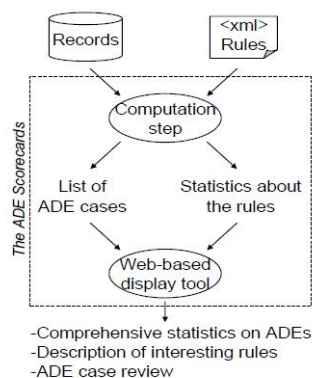 Records
<xml>
Rules
Computation
step
List of
ADE cases
Statistics about
the rules
The ADE Scorecards
Web-based
display tool
-Comprehensive statistics on ADEs
-Description of interesting rules
-ADE case review